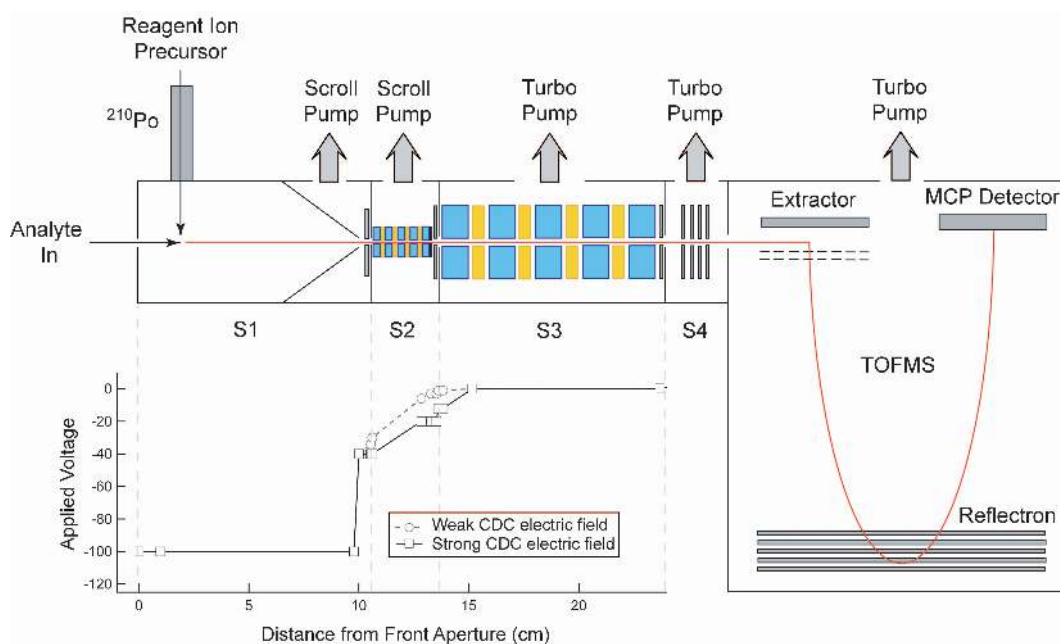 Reagent Ion
Precursor
²¹⁰Po
Scroll
Pump
Scroll
Pump
Turbo
Pump
Turbo
Pump
Turbo
Pump
Analyte
In
Extractor
MCP Detector
S1
S2
S3
S4
TOFMS
Reflectron
Applied Voltage
0
-20
-40
-60
-80
-100
-120
Weak CDC electric field
Strong CDC electric field
0
5
10
15
20
Distance from Front Aperture (cm)